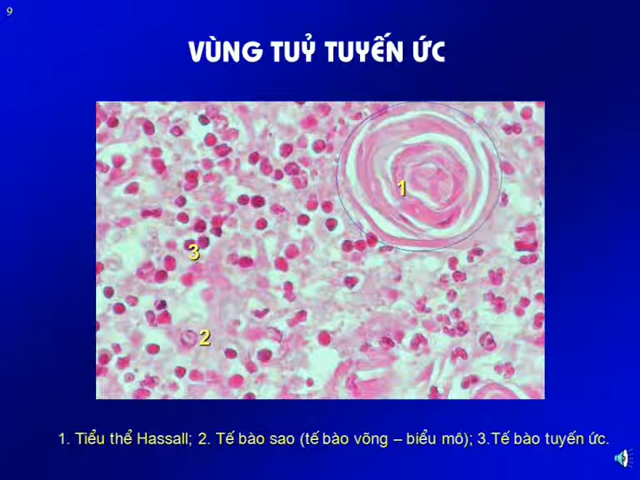 9
VÙNG TUỶ TUYẾN ỨC
1
3
2
1. Tiểu thể Hassall; 2. Tế bào sao (tế bào võng – biểu mô); 3.Tế bào tuyến ức.